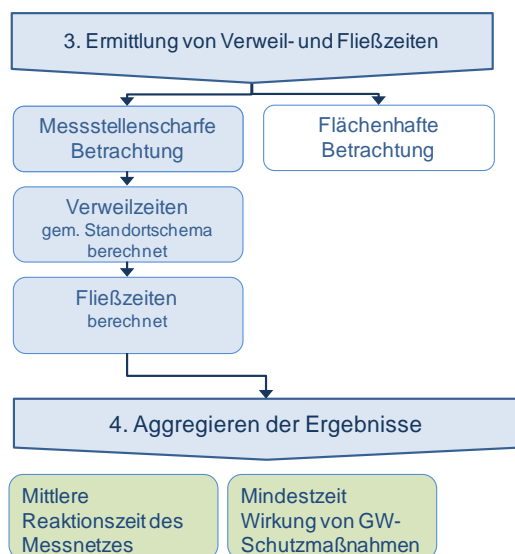 3. Ermittlung von Verweil- und Fließzeiten
Messstellenscharfe
Betrachtung
Flächenhafte
Betrachtung
Verweilzeiten
gem. Standortschema
berechnet
Fließzeiten
berechnet
4. Aggregieren der Ergebnisse
Mittlere
Reaktionszeit des
Messnetzes
Mindestzeit
Wirkung von GW-
Schutzmaßnahmen